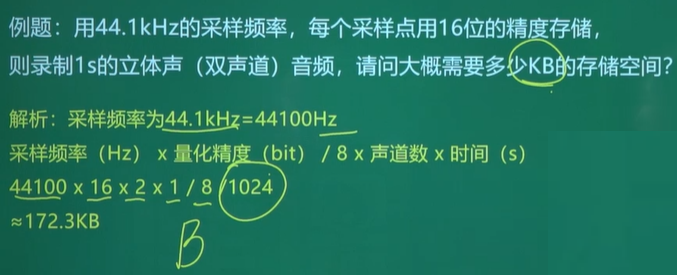 例题：用44.1kHz的采样频率，每个采样点用16位的精度存储，
则录制1s的立体声（双声道）音频，请问大概需要多少KB的存储空间？
解析：采样频率为44.1kHz=44100Hz
采样频率（Hz）x 量化精度（bit）/ 8 x 声道数 x 时间（s）
44100 x 16 x 2 x 1 / 8 /1024
≈172.3KB
B